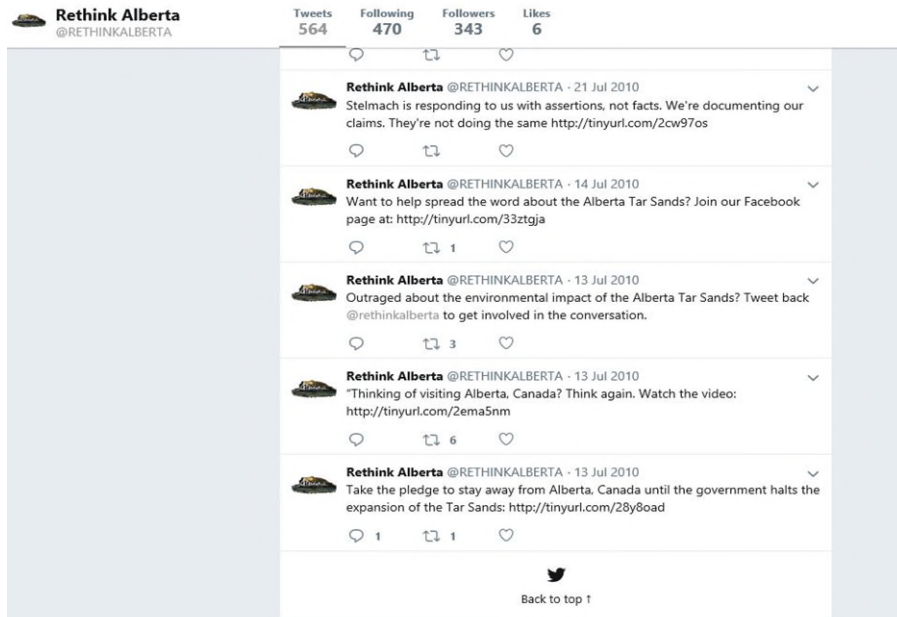 Rethink Alberta
@RETHINKALBERTA
Tweets Following Followers Likes
564 470 343 6
Rethink Alberta @RETHINKALBERTA · 21 Jul 2010
Stelmach is responding to us with assertions, not facts. We're documenting our
claims. They're not doing the same http://tinyurl.com/2cw97os
Rethink Alberta @RETHINKALBERTA · 14 Jul 2010
Want to help spread the word about the Alberta Tar Sands? Join our Facebook
page at: http://tinyurl.com/33ztgja
1
Rethink Alberta @RETHINKALBERTA · 13 Jul 2010
Outraged about the environmental impact of the Alberta Tar Sands? Tweet back
@rethinkalberta to get involved in the conversation.
3
Rethink Alberta @RETHINKALBERTA · 13 Jul 2010
"Thinking of visiting Alberta, Canada? Think again. Watch the video:
http://tinyurl.com/2ema5nm
6
Rethink Alberta @RETHINKALBERTA · 13 Jul 2010
Take the pledge to stay away from Alberta, Canada until the government halts the
expansion of the Tar Sands: http://tinyurl.com/28y8oad
1 1
Back to top ↑